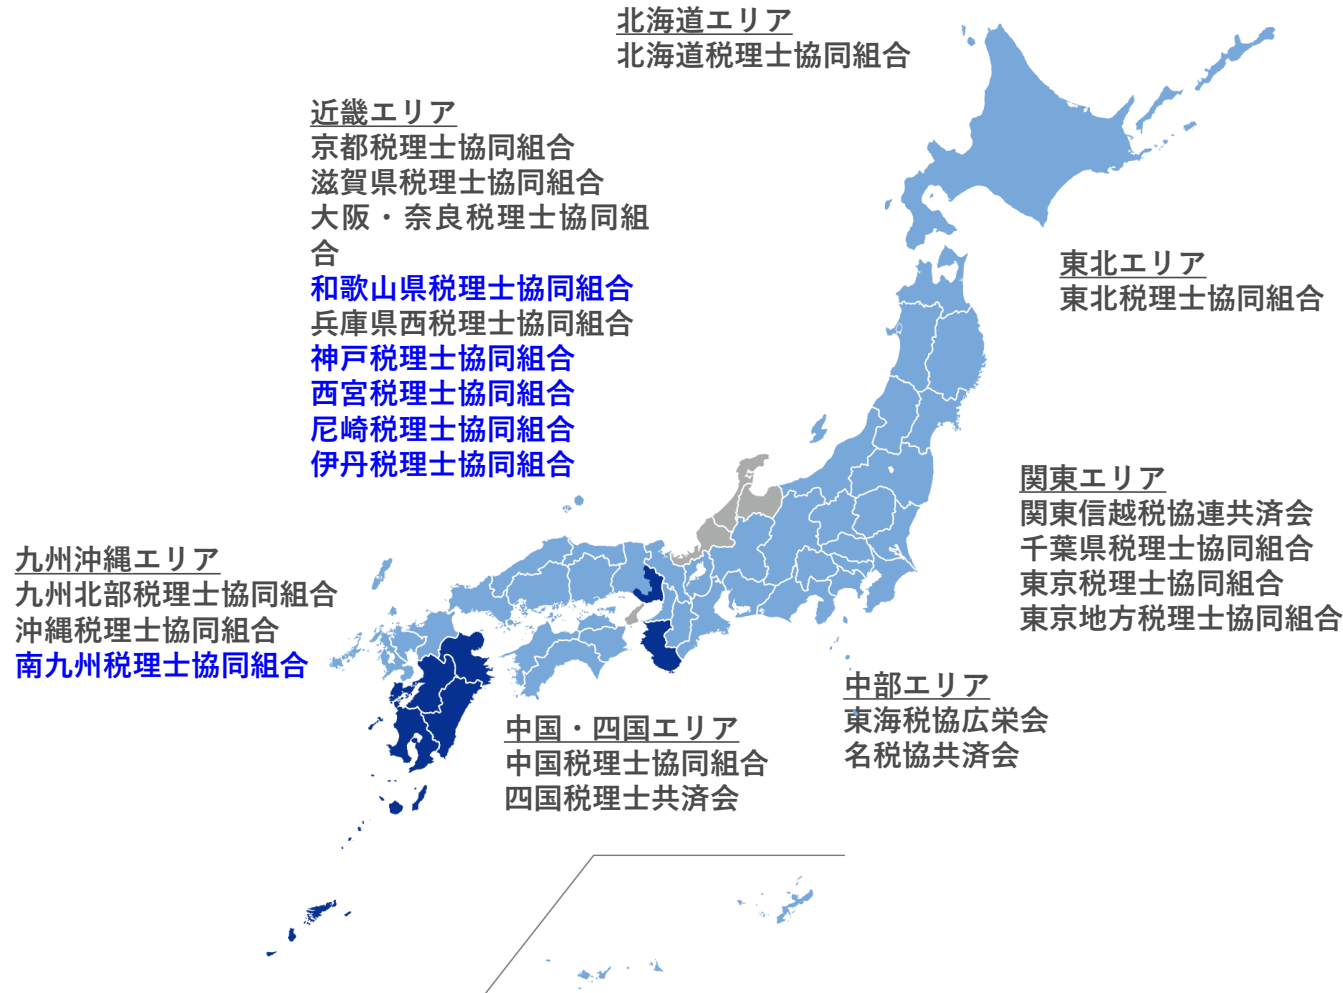 北海道エリア
北海道税理士協同組合
近畿エリア
京都税理士協同組合
滋賀県税理士協同組合
大阪・奈良税理士協同組
合
和歌山県税理士協同組合
兵庫県西税理士協同組合
神戸税理士協同組合
西宮税理士協同組合
尼崎税理士協同組合
伊丹税理士協同組合
東北エリア
東北税理士協同組合
関東エリア
関東信越税協連共済会
千葉県税理士協同組合
東京税理士協同組合
東京地方税理士協同組合
九州沖縄エリア
九州北部税理士協同組合
沖縄税理士協同組合
南九州税理士協同組合
中部エリア
東海税協広栄会
名税協共済会
中国・四国エリア
中国税理士協同組合
四国税理士共済会